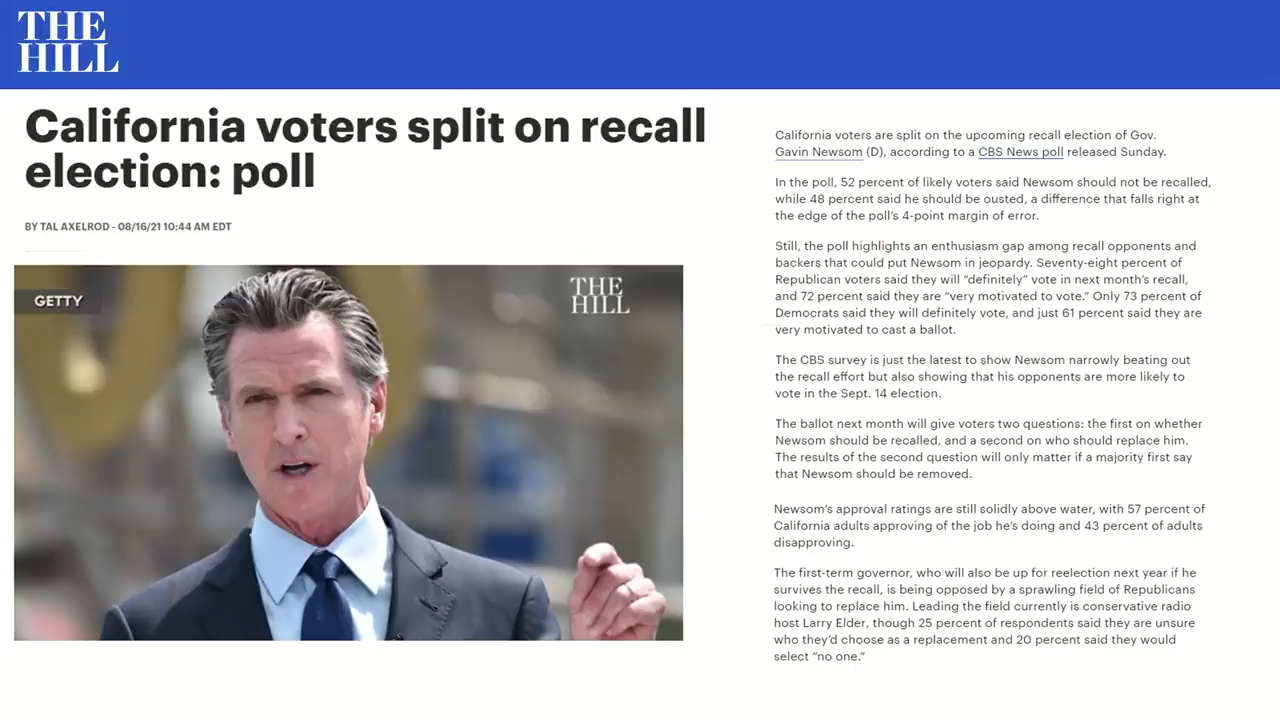 THE
HILL
California voters split on recall
election: poll
BY TAL AXELROD - 08/16/21 10:44 AM EDT
GETTY
THE
HILL
California voters are split on the upcoming recall election of Gov.
Gavin Newsom (D), according to a CBS News poll released Sunday.
In the poll, 52 percent of likely voters said Newsom should not be recalled,
while 48 percent said he should be ousted, a difference that falls right at
the edge of the poll's 4-point margin of error.
Still, the poll highlights an enthusiasm gap among recall opponents and
backers that could put Newsom in jeopardy. Seventy-eight percent of
Republican voters said they will “definitely” vote in next month's recall,
and 72 percent said they are “very motivated to vote.” Only 73 percent of
Democrats said they will definitely vote, and just 61 percent said they are
very motivated to cast a ballot.
The CBS survey is just the latest to show Newsom narrowly beating out
the recall effort but also showing that his opponents are more likely to
vote in the Sept. 14 election.
The ballot next month will give voters two questions: the first on whether
Newsom should be recalled, and a second on who should replace him.
The results of the second question will only matter if a majority first say
that Newsom should be removed.
Newsom's approval ratings are still solidly above water, with 57 percent of
California adults approving of the job he's doing and 43 percent of adults
disapproving.
The first-term governor, who will also be up for reelection next year if he
survives the recall, is being opposed by a sprawling field of Republicans
looking to replace him. Leading the field currently is conservative radio
host Larry Elder, though 25 percent of respondents said they are unsure
who they'd choose as a replacement and 20 percent said they would
select “no one.”